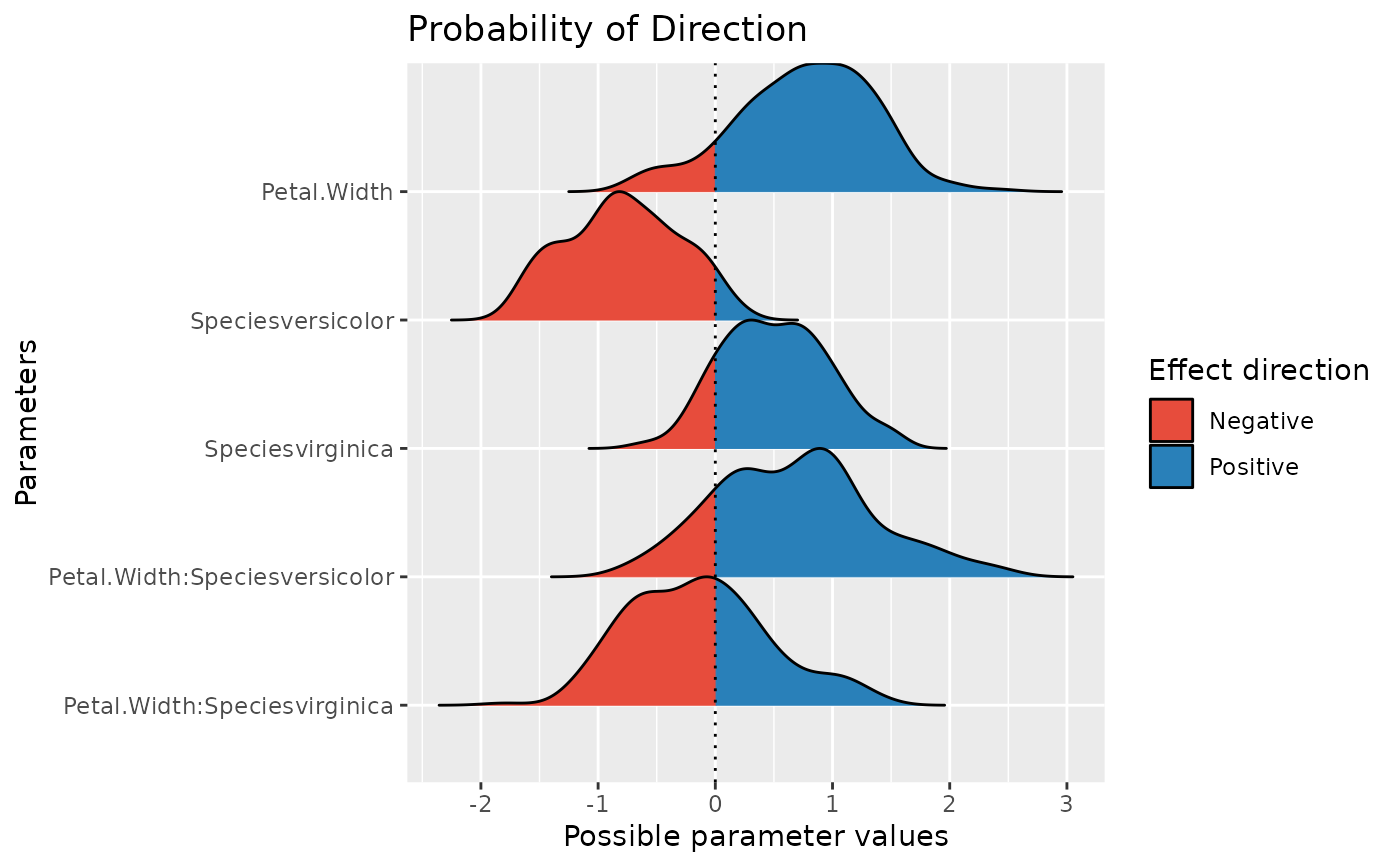 Probability of Direction
Parameters
Petal.Width
Speciesversicolor
Speciesvirginica
Petal.Width:Speciesversicolor
Petal.Width:Speciesvirginica
-2 -1 0 1 2 3
Possible parameter values
Effect direction
Negative
Positive